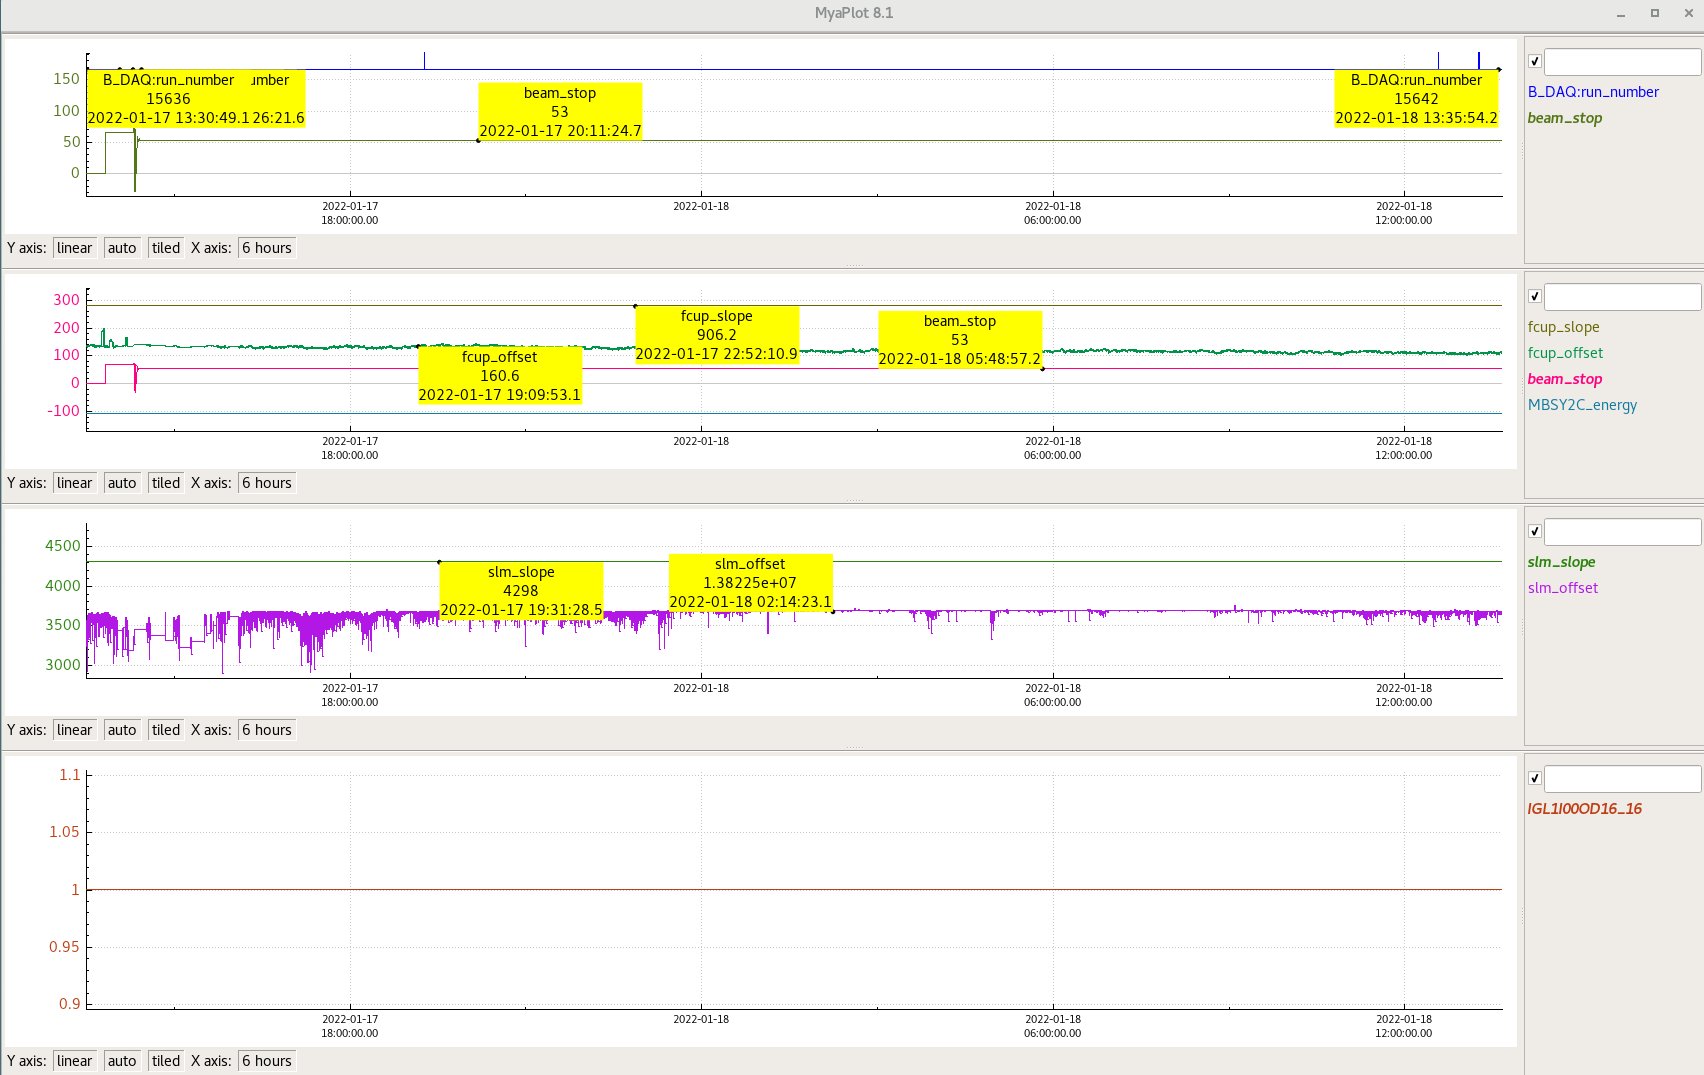 MyaPlot 8.1
150
100
50
0
B_DAQ:run_number umber
15636
2022-01-17 13:30:49.1 26:21.6
beam_stop
53
2022-01-17 20:11:24.7
B_DAQ:run_number
15642
2022-01-18 13:35:54.2
2022-01-17
18:00:00.00
2022-01-18
2022-01-18
06:00:00.00
2022-01-18
12:00:00.00
B_DAQ:run_number
beam_stop
Y axis: linear auto tiled X axis: 6 hours
300
200
100
0
-100
fcup_offset
160.6
2022-01-17 19:09:53.1
fcup_slope
906.2
2022-01-17 22:52:10.9
beam_stop
53
2022-01-18 05:48:57.2
2022-01-17
18:00:00.00
2022-01-18
2022-01-18
06:00:00.00
2022-01-18
12:00:00.00
fcup_slope
fcup_offset
beam_stop
MBSY2C_energy
Y axis: linear auto tiled X axis: 6 hours
4500
4000
3500
3000
slm_slope
4298
2022-01-17 19:31:28.5
slm_offset
1.38225e+07
2022-01-18 02:14:23.1
2022-01-17
18:00:00.00
2022-01-18
2022-01-18
06:00:00.00
2022-01-18
12:00:00.00
slm_slope
slm_offset
Y axis: linear auto tiled X axis: 6 hours
1.1
1.05
1
0.95
0.9
2022-01-17
18:00:00.00
2022-01-18
2022-01-18
06:00:00.00
2022-01-18
12:00:00.00
IGL1I00OD16_16
Y axis: linear auto tiled X axis: 6 hours